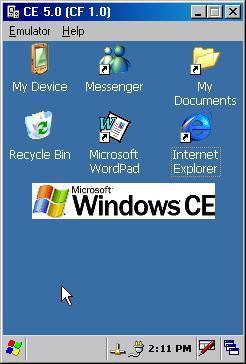 CE 5.0 (CF 1.0)
Emulator Help
My Device Messenger My Documents
Recycle Bin Microsoft WordPad Internet Explorer
Microsoft®
Windows CE
2:11 PM